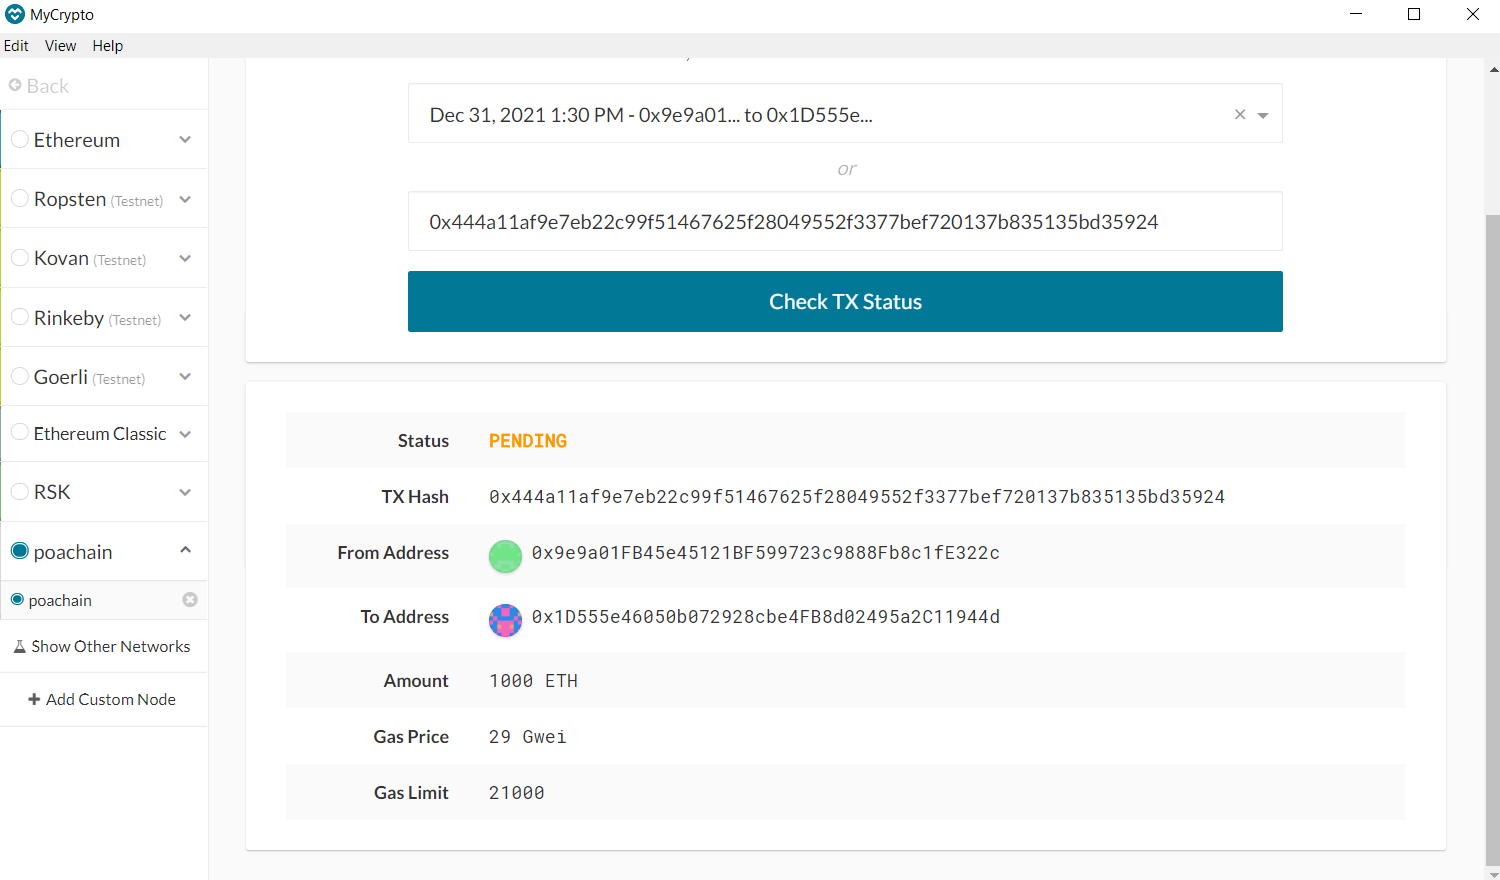 MyCrypto
Edit View Help
Back
Ethereum
Ropsten (Testnet)
Kovan (Testnet)
Rinkeby (Testnet)
Goerli (Testnet)
Ethereum Classic
RSK
poachain
poachain
Show Other Networks
Add Custom Node
Dec 31, 2021 1:30 PM - 0x9e9a01... to 0x1D555e...
or
0x444a11af9e7eb22c99f51467625f28049552f3377bef720137b835135bd35924
Check TX Status
Status PENDING
TX Hash 0x444a11af9e7eb22c99f51467625f28049552f3377bef720137b835135bd35924
From Address 0x9e9a01FB45e45121BF599723c9888Fb8c1fE322c
To Address 0x1D555e46050b072928cbe4FB8d02495a2C11944d
Amount 1000 ETH
Gas Price 29 Gwei
Gas Limit 21000